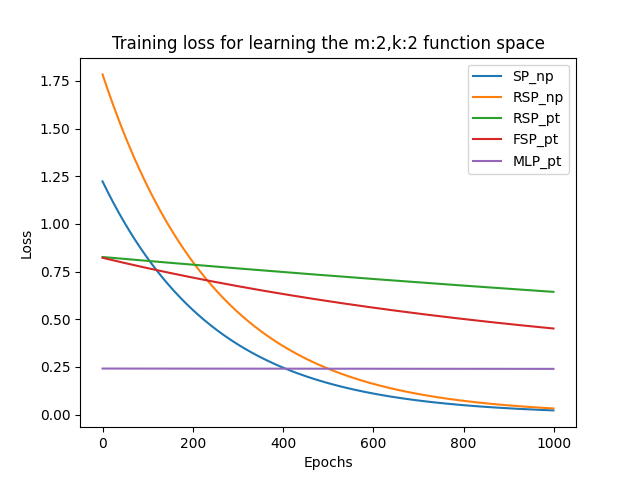 Training loss for learning the m:2,k:2 function space
SP_np
RSP_np
RSP_pt
FSP_pt
MLP_pt
Loss
1.75
1.50
1.25
1.00
0.75
0.50
0.25
0.00
0 200 400 600 800 1000
Epochs